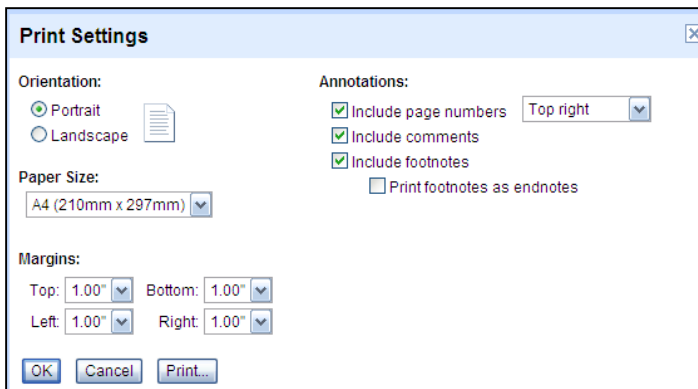 Print Settings
Orientation:
Portrait
Landscape
Paper Size:
A4 (210mm x 297mm)
Margins:
Top: 1.00" Bottom: 1.00"
Left: 1.00" Right: 1.00"
Annotations:
Include page numbers Top right
Include comments
Include footnotes
Print footnotes as endnotes
OK Cancel Print...